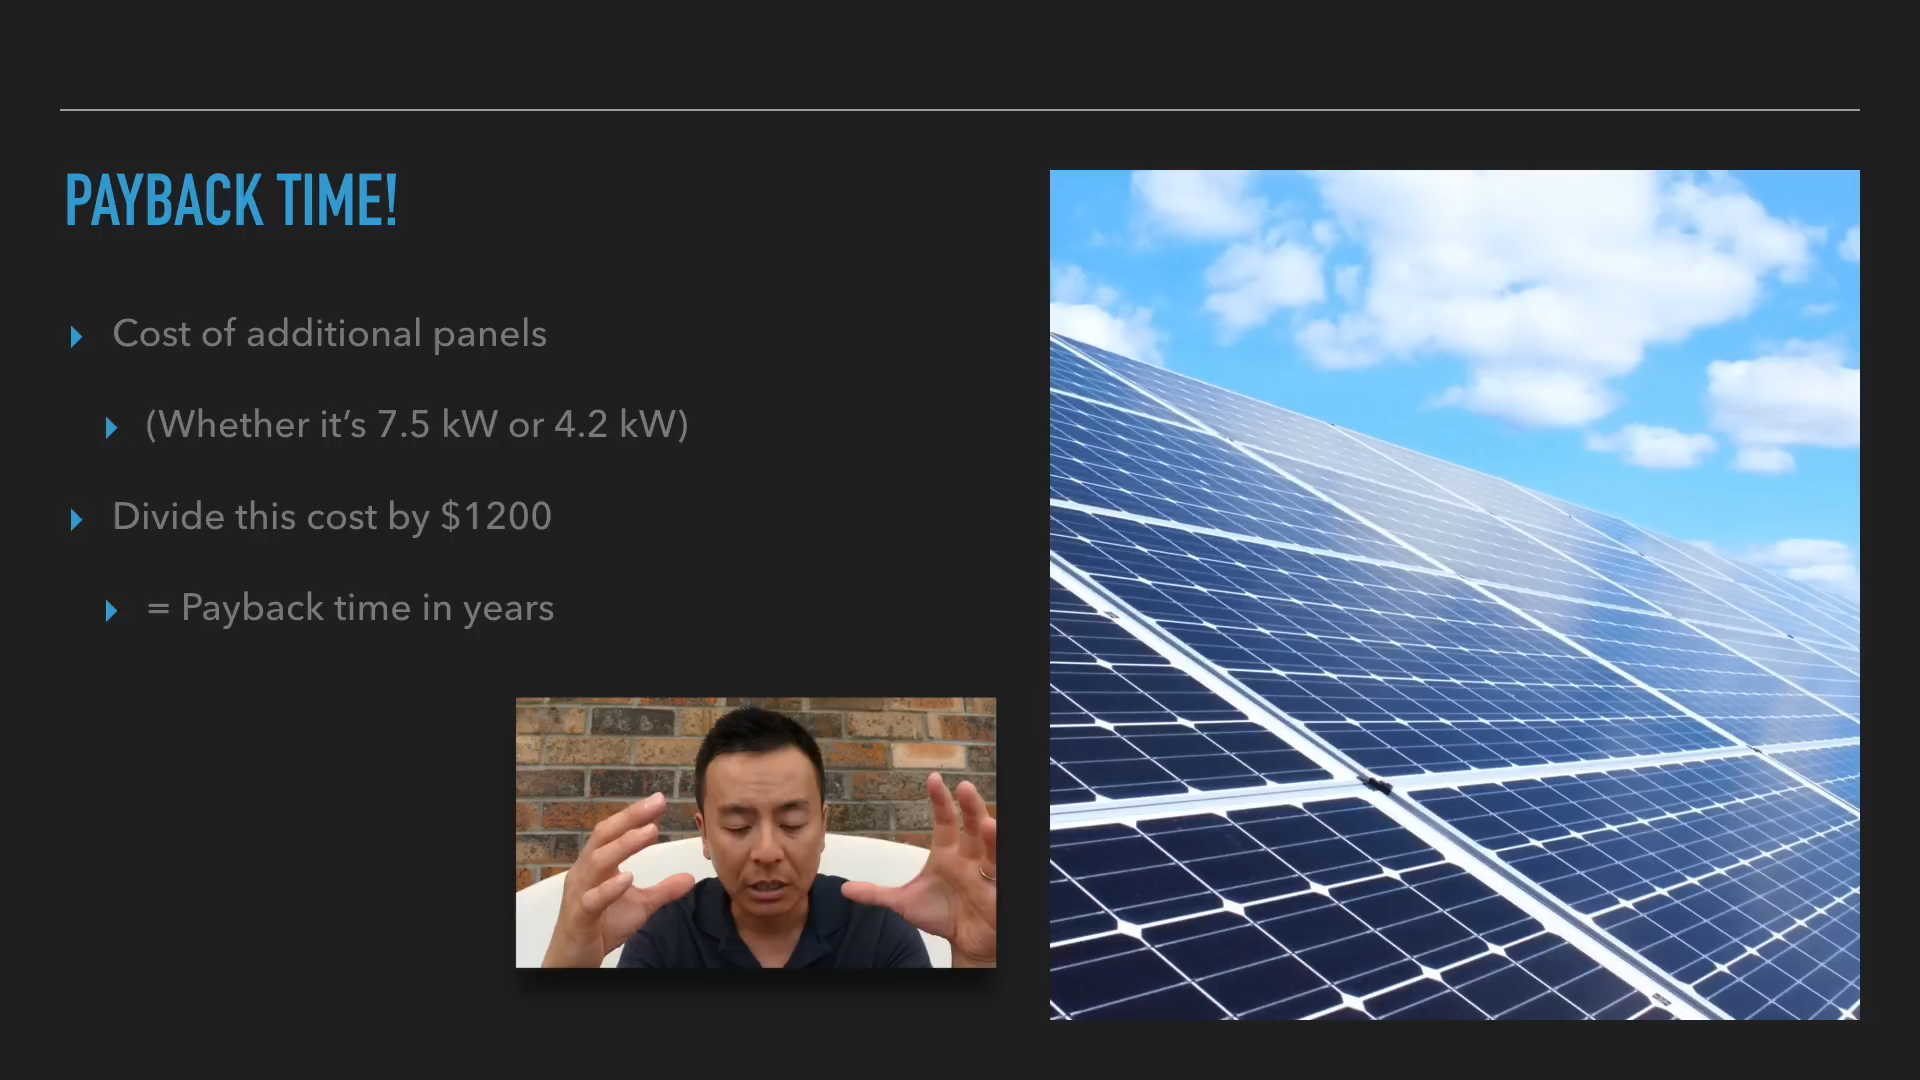 PAYBACK TIME!
Cost of additional panels
(Whether it’s 7.5 kW or 4.2 kW)
Divide this cost by $1200
= Payback time in years